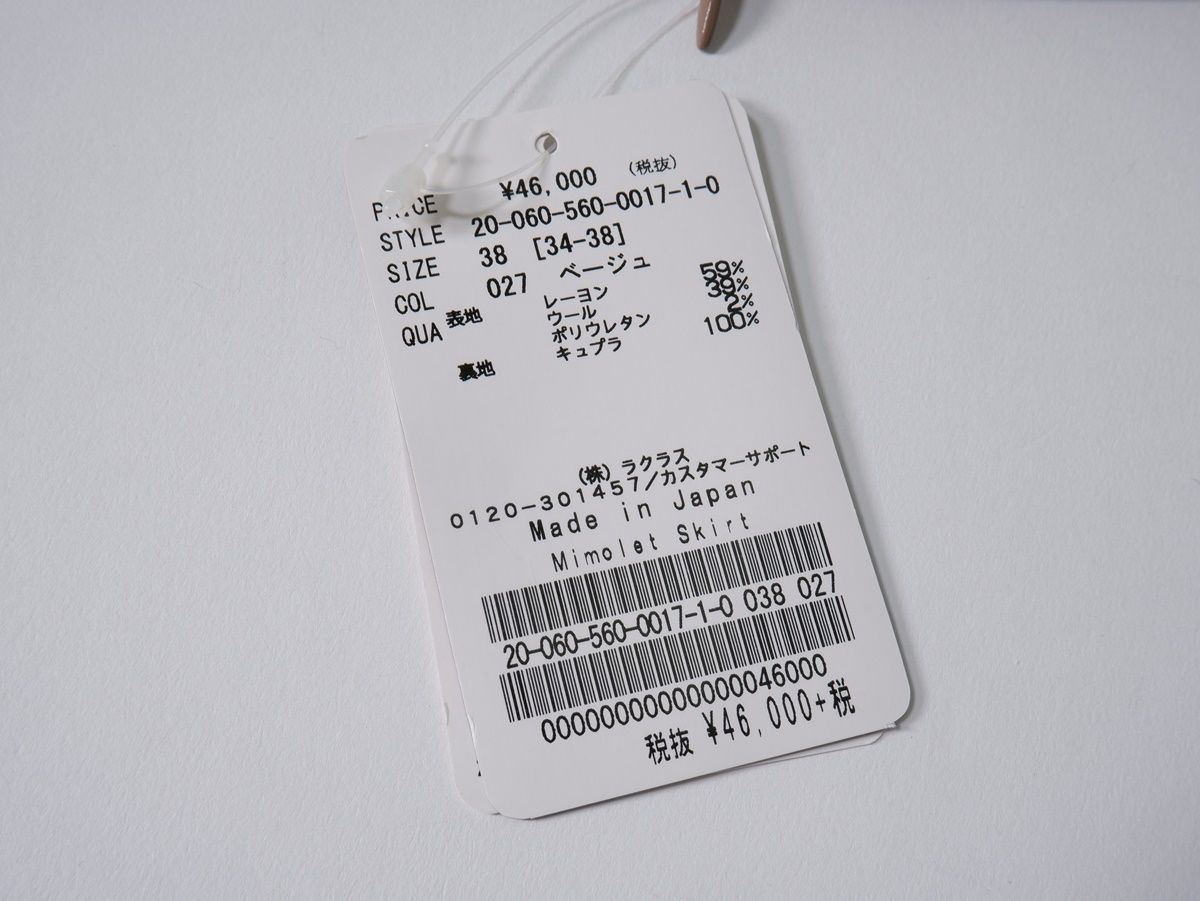 PRICE ¥46,000 (税抜)
STYLE 20-060-560-0017-1-0
SIZE 38 [34-38]
COL 027 ベージュ
QUA 表地 レーヨン 59%
ウール 39%
ポリウレタン 2%
裏地 キュプラ 100%
(株)ラクラス
0120-301457/カスタマーサポート
Made in Japan
Mimolet Skirt
20-060-560-0017-1-0 038 027
0000000000000046000
税抜 ¥46,000+税